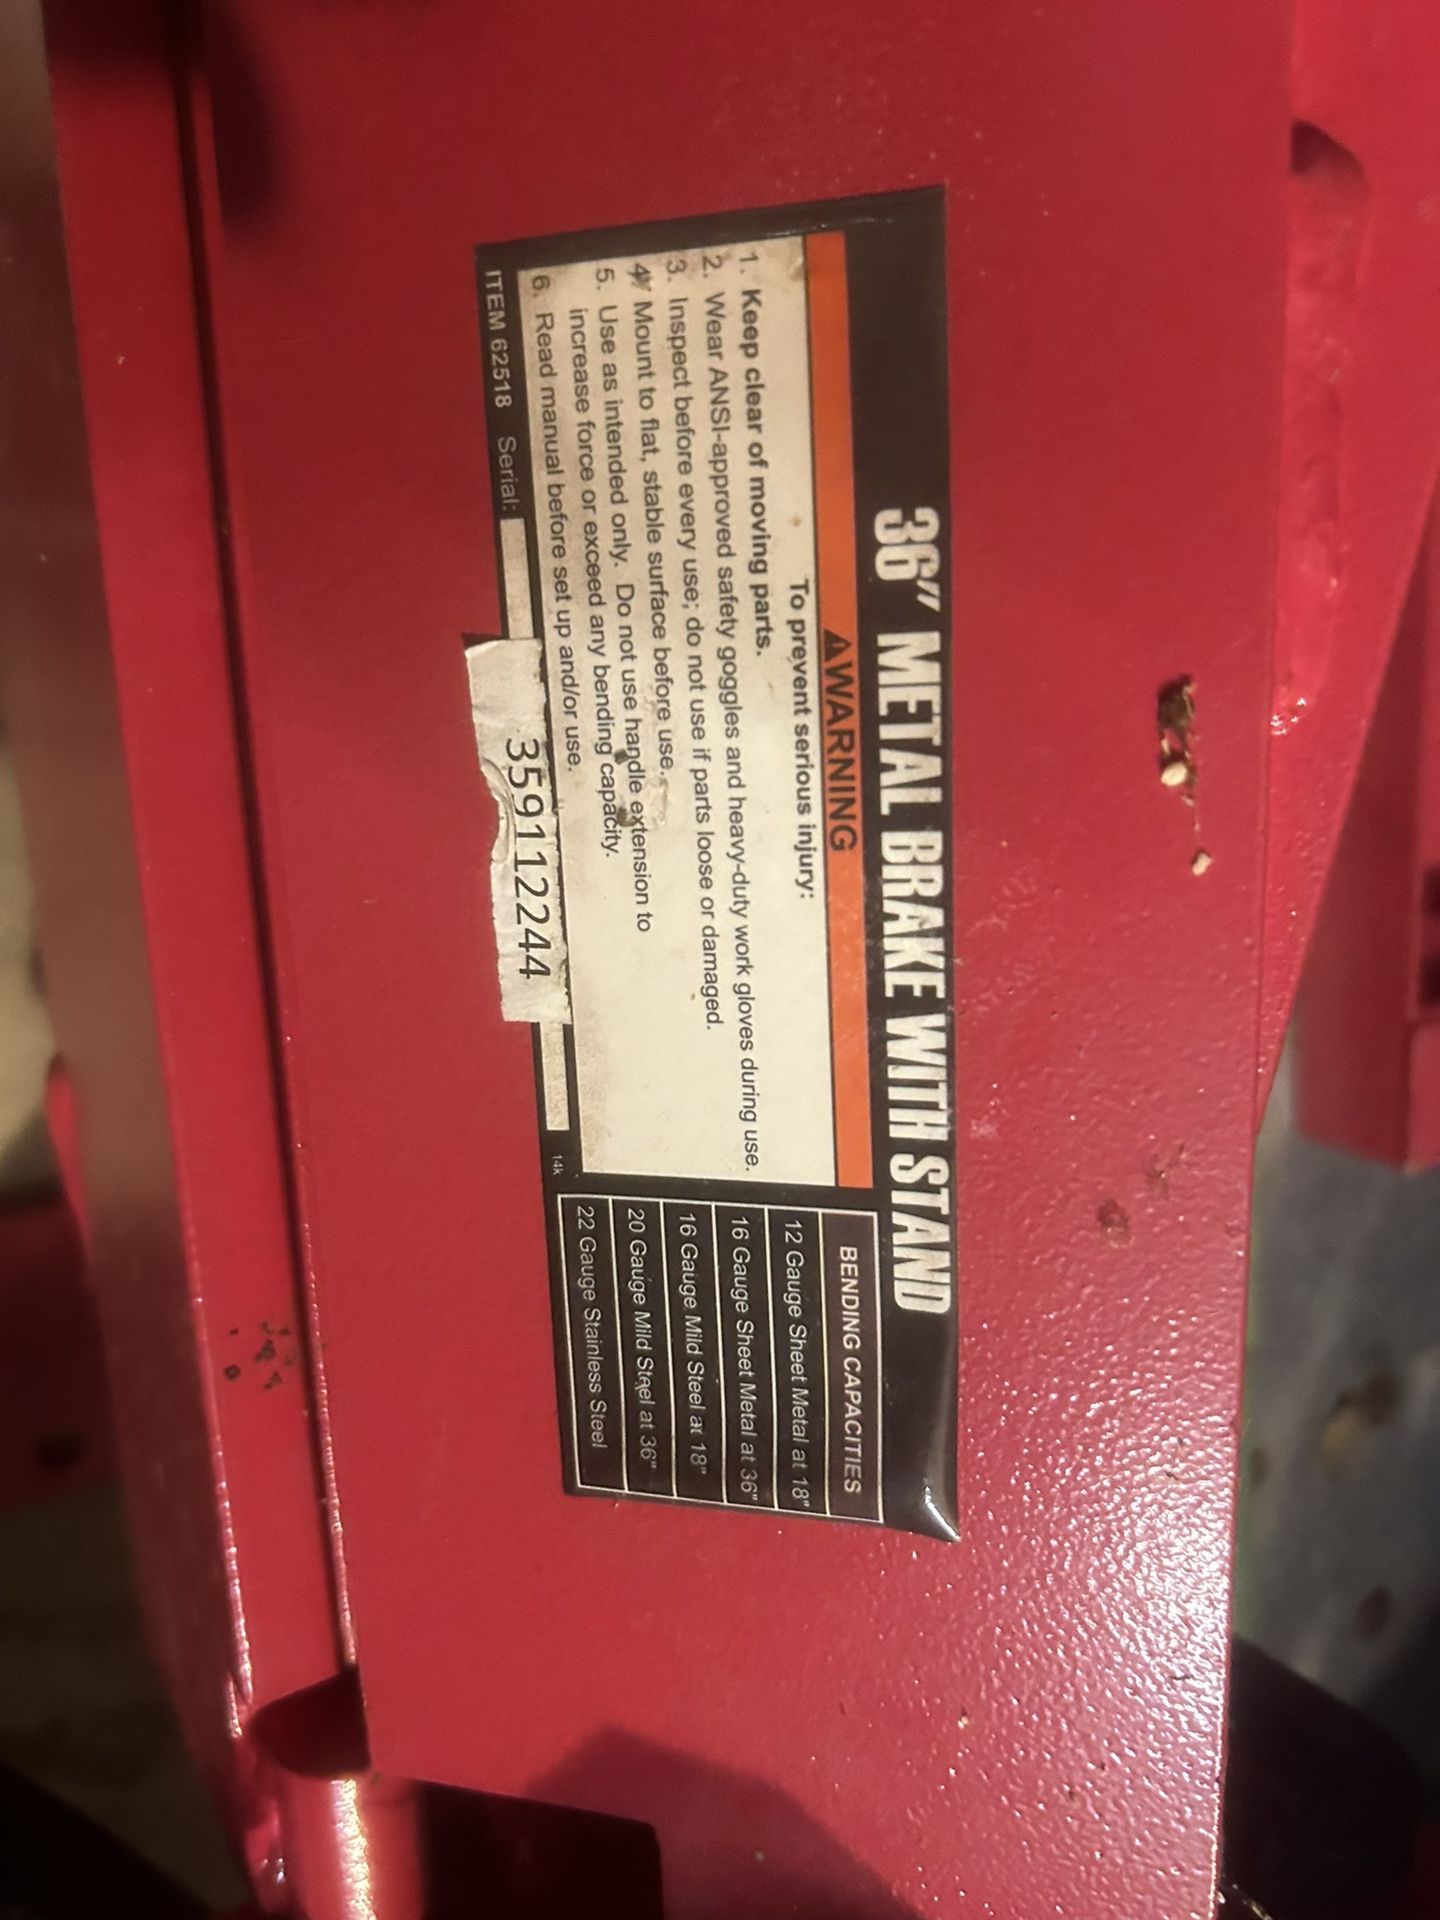 36″ METAL BRAKE WITH STAND
⚠WARNING
To prevent serious injury:
1. Keep clear of moving parts.
2. Wear ANSI-approved safety goggles and heavy-duty work gloves during use.
3. Inspect before every use; do not use if parts loose or damaged.
4. Mount to flat, stable surface before use.
5. Use as intended only. Do not use handle extension to
increase force or exceed any bending capacity.
6. Read manual before set up and/or use.
ITEM 62518 Serial: 359112244 14k
BENDING CAPACITIES
12 Gauge Sheet Metal at 18"
16 Gauge Sheet Metal at 36"
16 Gauge Mild Steel at 18"
20 Gauge Mild Steel at 36"
22 Gauge Stainless Steel